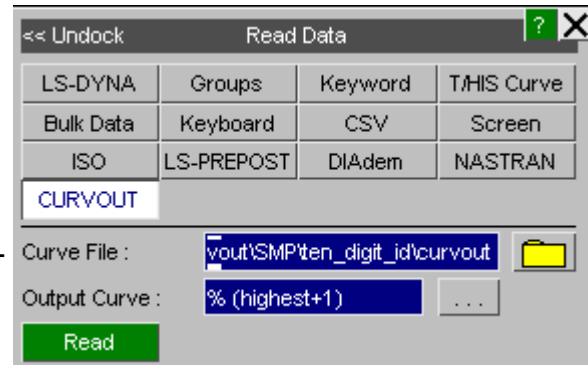 << Undock Read Data ? X
LS-DYNA Groups Keyword T/HIS Curve
Bulk Data Keyboard CSV Screen
ISO LS-PREPOST DIAdem NASTRAN
CURVOUT
Curve File : vout\SMP\ten_digit_id\curvout
Output Curve : % (highest+1) ...
Read